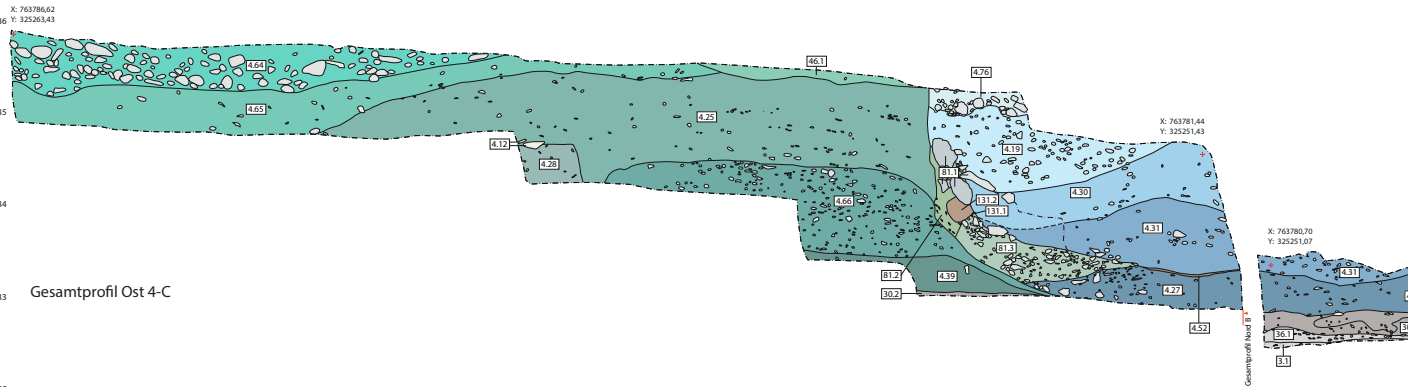 X: 763786,62
Y: 325263,43
4.64
46.1
4.76
4.65
4.25
X: 763781,44
Y: 325251,43
4.12
4.28
4.19
81.1
4.30
4.66
131.2
131.1
4.31
X: 763780,70
Y: 325251,07
81.3
81.2
4.39
4.31
30.2
4.27
Gesamtprofil Ost 4-C
4.52
Gesamtprofil Nord B
36.1
3.1